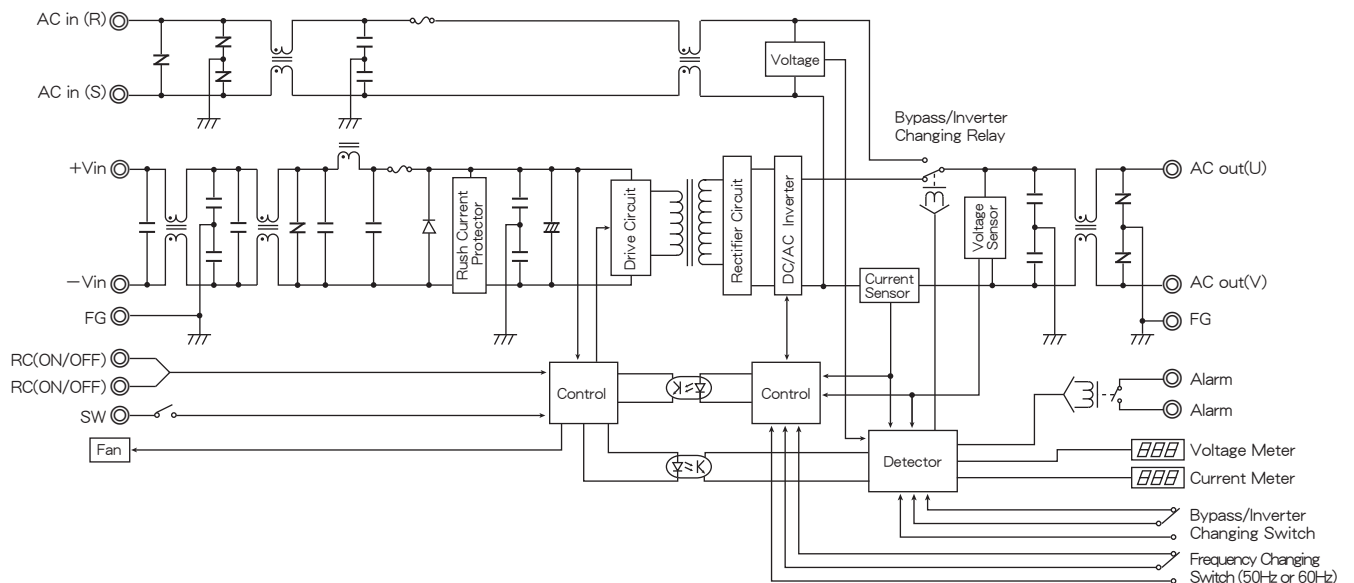 AC in (R)
AC in (S)
Voltage
Bypass/Inverter
Changing Relay
+Vin
−Vin
FG
Rush Current
Protector
Drive Circuit
Rectifier Circuit
DC/AC Inverter
Current
Sensor
Voltage
Sensor
AC out(U)
AC out(V)
FG
RC(ON/OFF)
RC(ON/OFF)
SW
Fan
Control
Control
Detector
Alarm
Alarm
Voltage Meter
Current Meter
Bypass/Inverter
Changing Switch
Frequency Changing
Switch (50Hz or 60Hz)